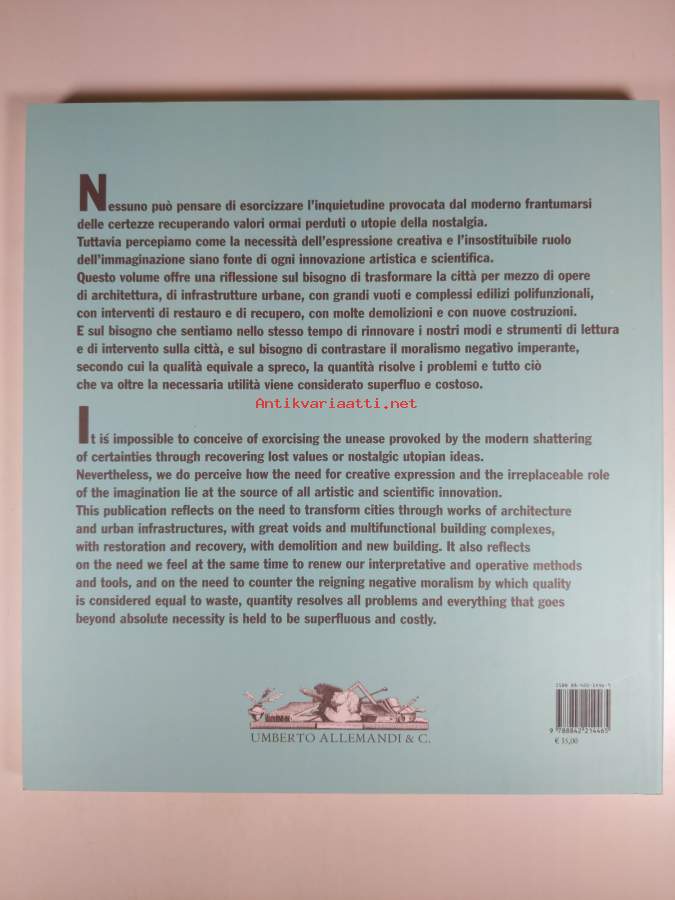 Nessuno può pensare di esorcizzare l'inquietudine provocata dal moderno frantumarsi
delle certezze recuperando valori ormai perduti o utopie della nostalgia.
Tuttavia percepiamo come la necessità dell'espressione creativa e l'insostituibile ruolo
dell'immaginazione siano fonte di ogni innovazione artistica e scientifica.
Questo volume offre una riflessione sul bisogno di trasformare la città per mezzo di opere
di architettura, di infrastrutture urbane, con grandi vuoti e complessi edilizi polifunzionali,
con interventi di restauro e di recupero, con molte demolizioni e con nuove costruzioni.
E sul bisogno che sentiamo nello stesso tempo di rinnovare i nostri modi e strumenti di lettura
e di intervento sulla città, e sul bisogno di contrastare il moralismo negativo imperante,
secondo cui la qualità equivale a spreco, la quantità risolve i problemi e tutto ciò
che va oltre la necessaria utilità viene considerato superfluo e costoso.
Antikvariaatti.net
It is impossible to conceive of exorcising the unease provoked by the modern shattering
of certainties through recovering lost values or nostalgic utopian ideas.
Nevertheless, we do perceive how the need for creative expression and the irreplaceable role
of the imagination lie at the source of all artistic and scientific innovation.
This publication reflects on the need to transform cities through works of architecture
and urban infrastructures, with great voids and multifunctional building complexes,
with restoration and recovery, with demolition and new building. It also reflects
on the need we feel at the same time to renew our interpretative and operative methods
and tools, and on the need to counter the reigning negative moralism by which quality
is considered equal to waste, quantity resolves all problems and everything that goes
beyond absolute necessity is held to be superfluous and costly.
UMBERTO ALLEMANDI & C.
ISBN 88-422-1446-4
9 788842 214465
€ 35,00